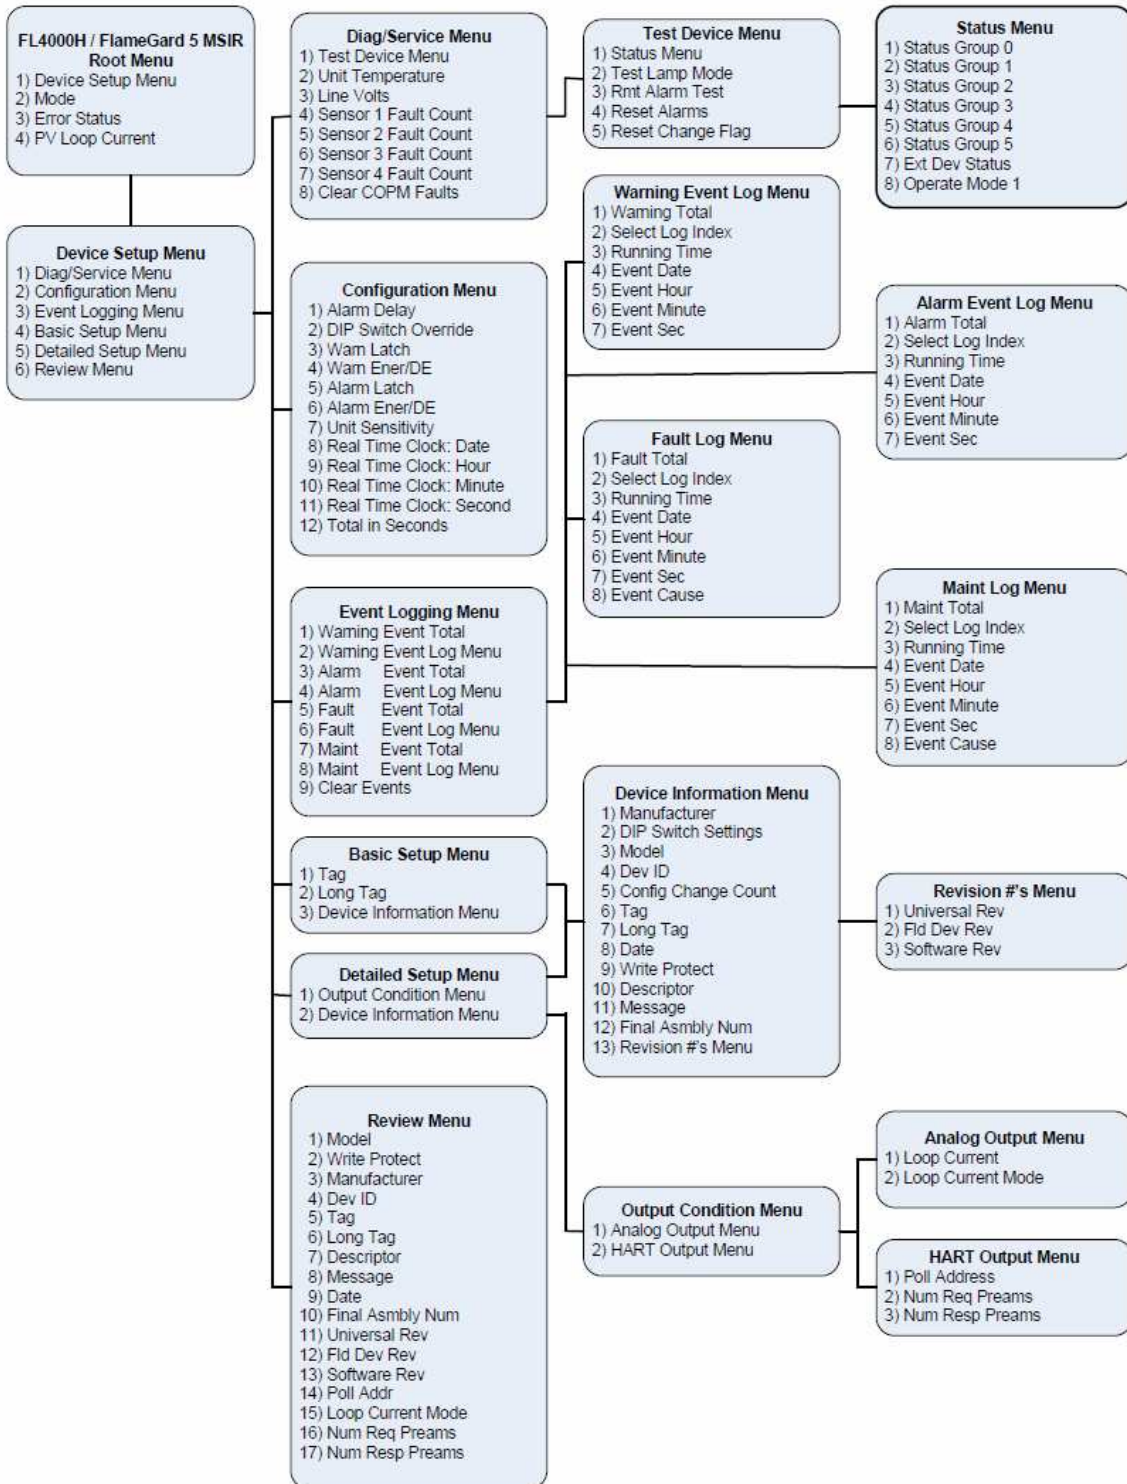 FL4000H / FlameGard 5 MSIR
Root Menu
1) Device Setup Menu
2) Mode
3) Error Status
4) PV Loop Current
Device Setup Menu
1) Diag/Service Menu
2) Configuration Menu
3) Event Logging Menu
4) Basic Setup Menu
5) Detailed Setup Menu
6) Review Menu
Diag/Service Menu
1) Test Device Menu
2) Unit Temperature
3) Line Volts
4) Sensor 1 Fault Count
5) Sensor 2 Fault Count
6) Sensor 3 Fault Count
7) Sensor 4 Fault Count
8) Clear COPM Faults
Configuration Menu
1) Alarm Delay
2) DIP Switch Override
3) Warn Latch
4) Warn Ener/DE
5) Alarm Latch
6) Alarm Ener/DE
7) Unit Sensitivity
8) Real Time Clock: Date
9) Real Time Clock: Hour
10) Real Time Clock: Minute
11) Real Time Clock: Second
12) Total in Seconds
Event Logging Menu
1) Warning Event Total
2) Warning Event Log Menu
3) Alarm Event Total
4) Alarm Event Log Menu
5) Fault Event Total
6) Fault Event Log Menu
7) Maint Event Total
8) Maint Event Log Menu
9) Clear Events
Basic Setup Menu
1) Tag
2) Long Tag
3) Device Information Menu
Detailed Setup Menu
1) Output Condition Menu
2) Device Information Menu
Review Menu
1) Model
2) Write Protect
3) Manufacturer
4) Dev ID
5) Tag
6) Long Tag
7) Descriptor
8) Message
9) Date
10) Final Asmbly Num
11) Universal Rev
12) Fld Dev Rev
13) Software Rev
14) Poll Addr
15) Loop Current Mode
16) Num Req Preams
17) Num Resp Preams
Test Device Menu
1) Status Menu
2) Test Lamp Mode
3) Rmt Alarm Test
4) Reset Alarms
5) Reset Change Flag
Warning Event Log Menu
1) Warning Total
2) Select Log Index
3) Running Time
4) Event Date
5) Event Hour
6) Event Minute
7) Event Sec
Fault Log Menu
1) Fault Total
2) Select Log Index
3) Running Time
4) Event Date
5) Event Hour
6) Event Minute
7) Event Sec
8) Event Cause
Device Information Menu
1) Manufacturer
2) DIP Switch Settings
3) Model
4) Dev ID
5) Config Change Count
6) Tag
7) Long Tag
8) Date
9) Write Protect
10) Descriptor
11) Message
12) Final Asmbly Num
13) Revision #'s Menu
Output Condition Menu
1) Analog Output Menu
2) HART Output Menu
Status Menu
1) Status Group 0
2) Status Group 1
3) Status Group 2
4) Status Group 3
5) Status Group 4
6) Status Group 5
7) Ext Dev Status
8) Operate Mode 1
Alarm Event Log Menu
1) Alarm Total
2) Select Log Index
3) Running Time
4) Event Date
5) Event Hour
6) Event Minute
7) Event Sec
Maint Log Menu
1) Maint Total
2) Select Log Index
3) Running Time
4) Event Date
5) Event Hour
6) Event Minute
7) Event Sec
8) Event Cause
Revision #'s Menu
1) Universal Rev
2) Fld Dev Rev
3) Software Rev
Analog Output Menu
1) Loop Current
2) Loop Current Mode
HART Output Menu
1) Poll Address
2) Num Req Preams
3) Num Resp Preams